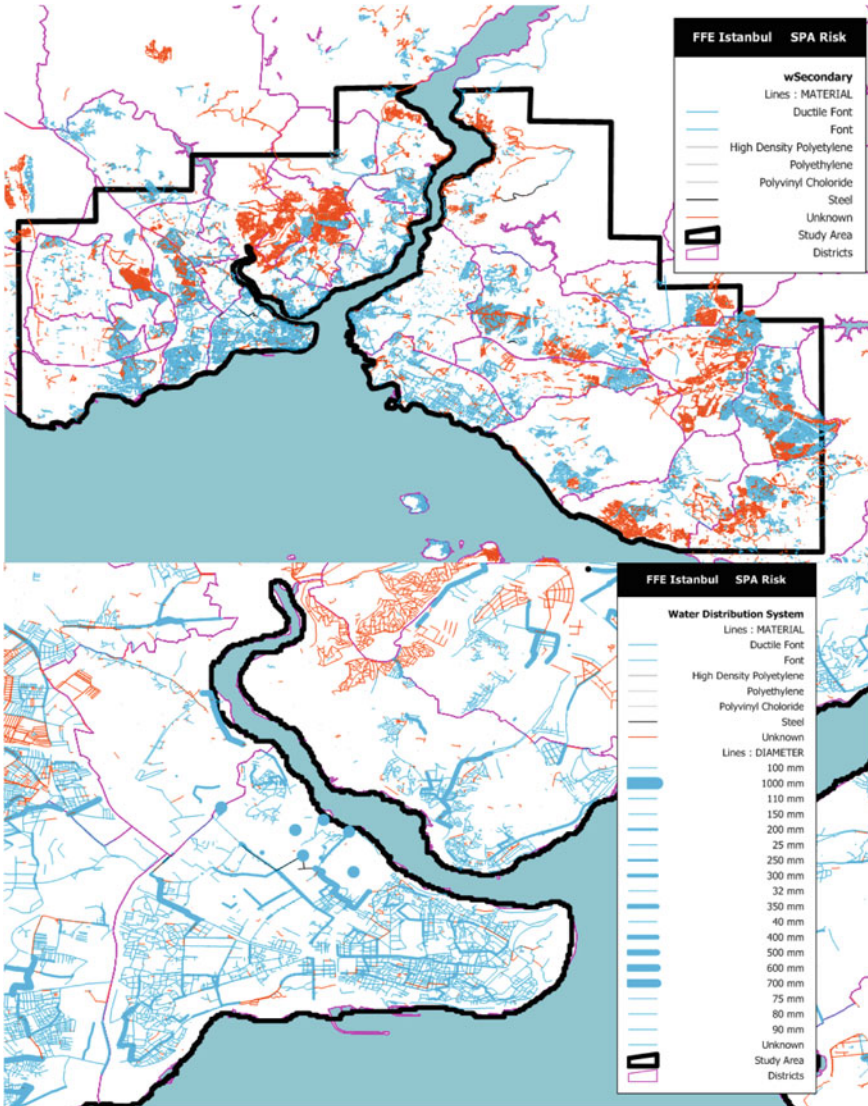 FFE Istanbul SPA Risk
wSecondary
Lines : MATERIAL
Ductile Font
Font
High Density Polyetylene
Polyethylene
Polyvinyl Choloride
Steel
Unknown
Study Area
Districts
FFE Istanbul SPA Risk
Water Distribution System
Lines : MATERIAL
Ductile Font
Font
High Density Polyetylene
Polyethylene
Polyvinyl Choloride
Steel
Unknown
Lines : DIAMETER
100 mm
1000 mm
110 mm
150 mm
200 mm
25 mm
250 mm
300 mm
32 mm
350 mm
40 mm
400 mm
500 mm
600 mm
700 mm
75 mm
80 mm
90 mm
Unknown
Study Area
Districts